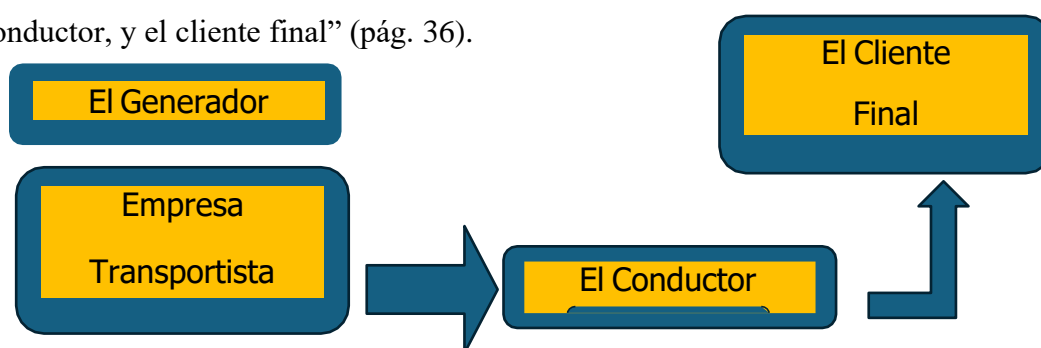 onductor, y el cliente final” (pág. 36).
El Generador
Empresa
Transportista
El Conductor
El Cliente
Final